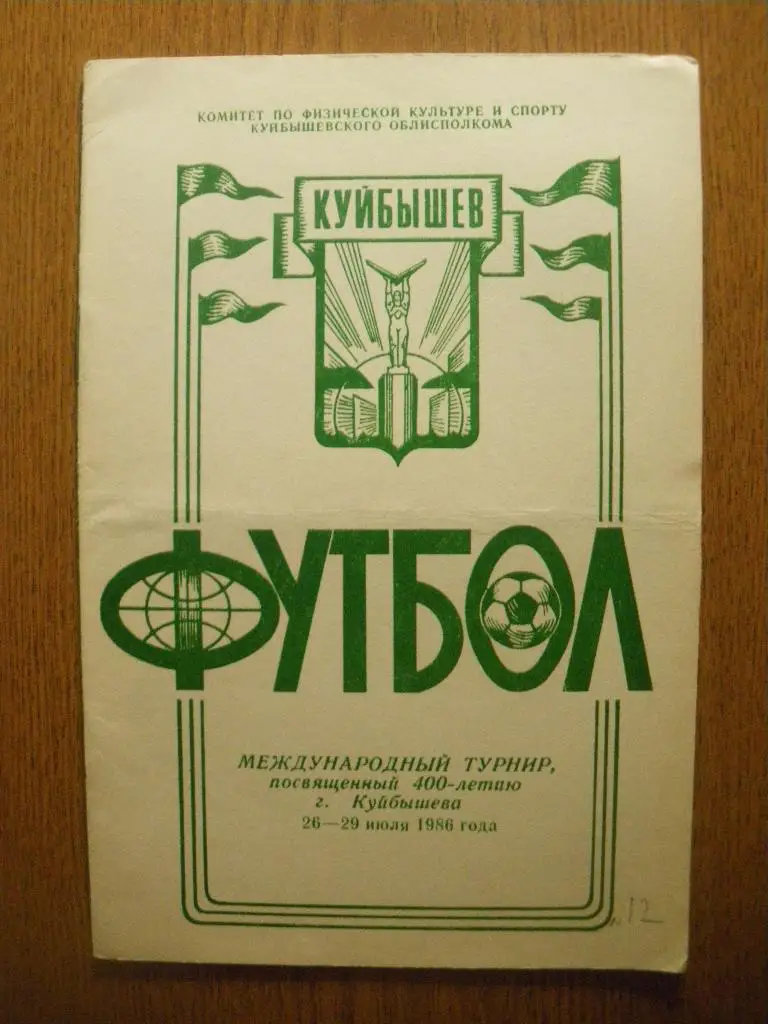 КОМИТЕТ ПО ФИЗИЧЕСКОЙ КУЛЬТУРЕ И СПОРТУ
КУЙБЫШЕВСКОГО ОБЛИСПОЛКОМА
КУЙБЫШЕВ
ФУТБОЛ
МЕЖДУНАРОДНЫЙ ТУРНИР,
посвященный 400-летию
г. Куйбышева
26—29 июля 1986 года
12